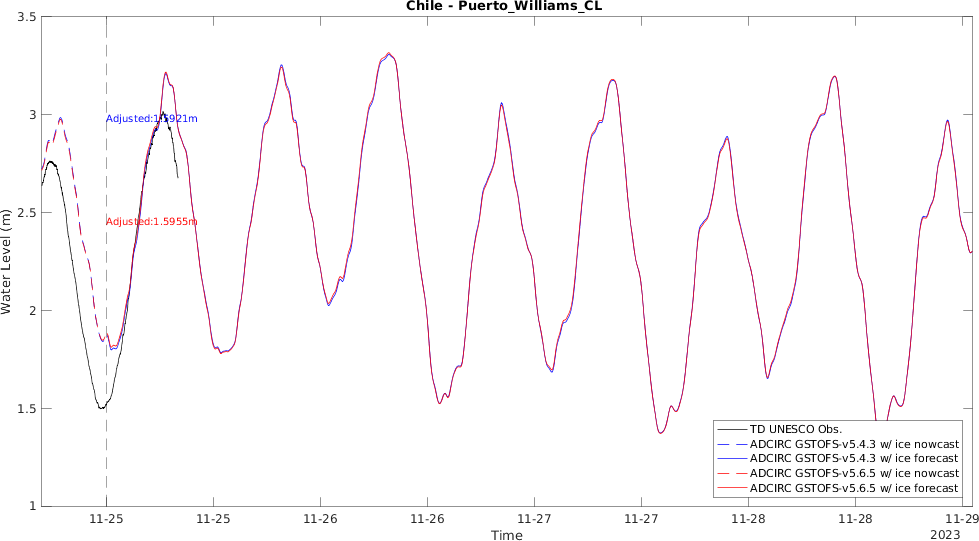 Chile - Puerto_Williams_CL
3.5
3
2.5
2
1.5
1
Water Level (m)
Adjusted:1.5921m
Adjusted:1.5955m
TD UNESCO Obs.
ADCIRC GSTOFS-v5.4.3 w/ ice nowcast
ADCIRC GSTOFS-v5.4.3 w/ ice forecast
ADCIRC GSTOFS-v5.6.5 w/ ice nowcast
ADCIRC GSTOFS-v5.6.5 w/ ice forecast
11-25 11-25 11-26 11-26 11-27 11-27 11-28 11-28 11-29
Time
2023